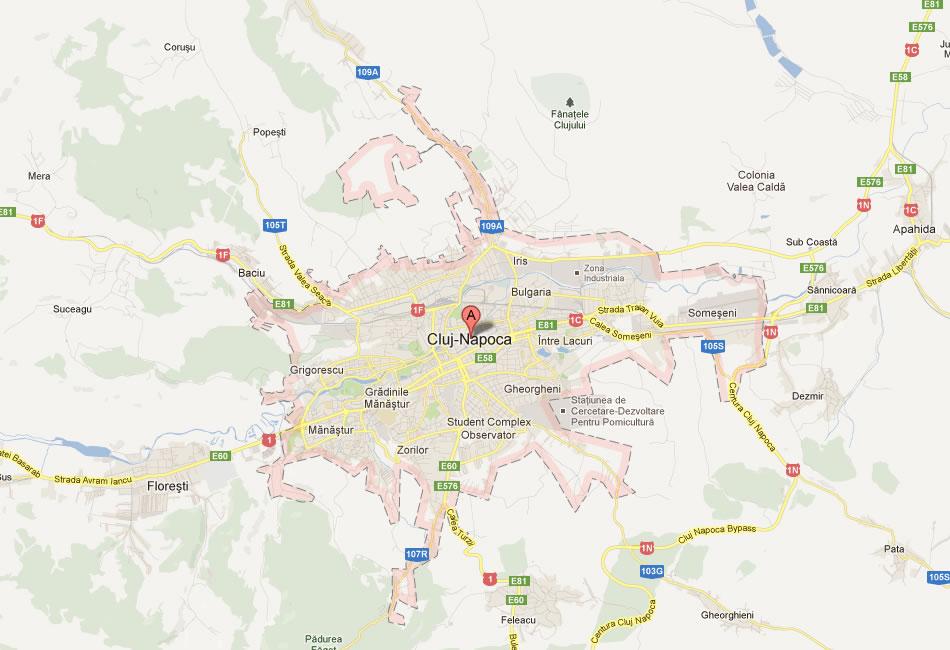 E81
E576
1C
E58
Coruşu
109A
Fânaţele
Clujului
Popeşti
Mera
E81
1F
105T
Colonia
Valea Caldă
E81
E576
1N
1C
Apahida
109A
Sub Coastă
1F
Baciu
Strada Valea Seacă
Iris
Zona
Industriala
E576
Strada Libertăţii
Sânnicoară
Suceagu
E81
Bulgaria
1F
A
Strada Traian Vuia
Someşeni
E81
1C
E81
Calea Someşeni
1N
Cluj-Napoca
Între Lacuri
105S
E58
Grigorescu
Grădinile
Mănăştur
Gheorgheni
Centura Cluj Napoca
Dezmir
Staţiunea de
Cercetare-Dezvoltare
Pentru Pomicultură
Mănăştur
Student Complex
Observator
1
Zorilor
E60
E60
Basarab
Strada Avram Iancu
Floreşti
E576
1N
Calea Turzii
Cluj Napoca Bypass
107R
1N
Pata
103G
1
E81
E60
105S
Feleacu
Gheorghieni
Centura Cluj Napoca
Pădurea